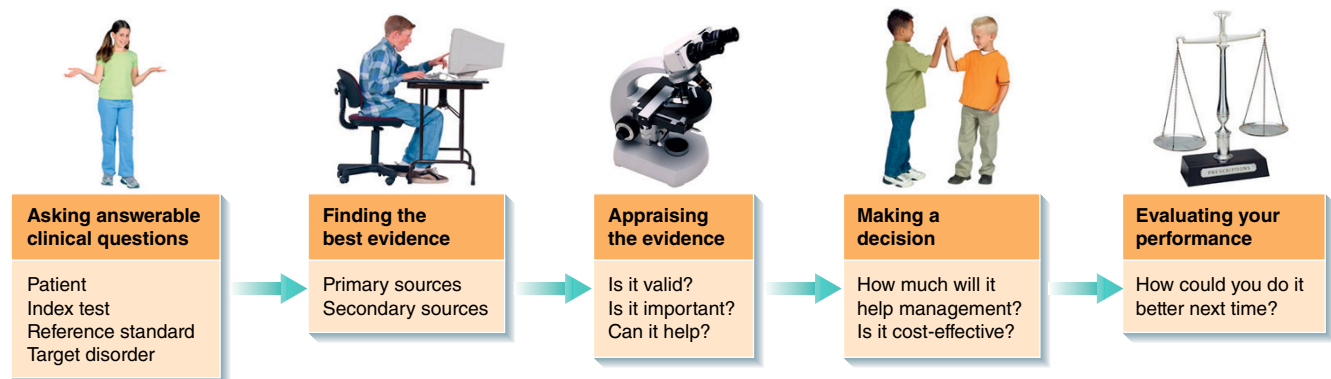 PRESCRIPTIONS
Asking answerable
clinical questions
Patient
Index test
Reference standard
Target disorder
Finding the
best evidence
Primary sources
Secondary sources
Appraising
the evidence
Is it valid?
Is it important?
Can it help?
Making a
decision
How much will it
help management?
Is it cost-effective?
Evaluating your
performance
How could you do it
better next time?